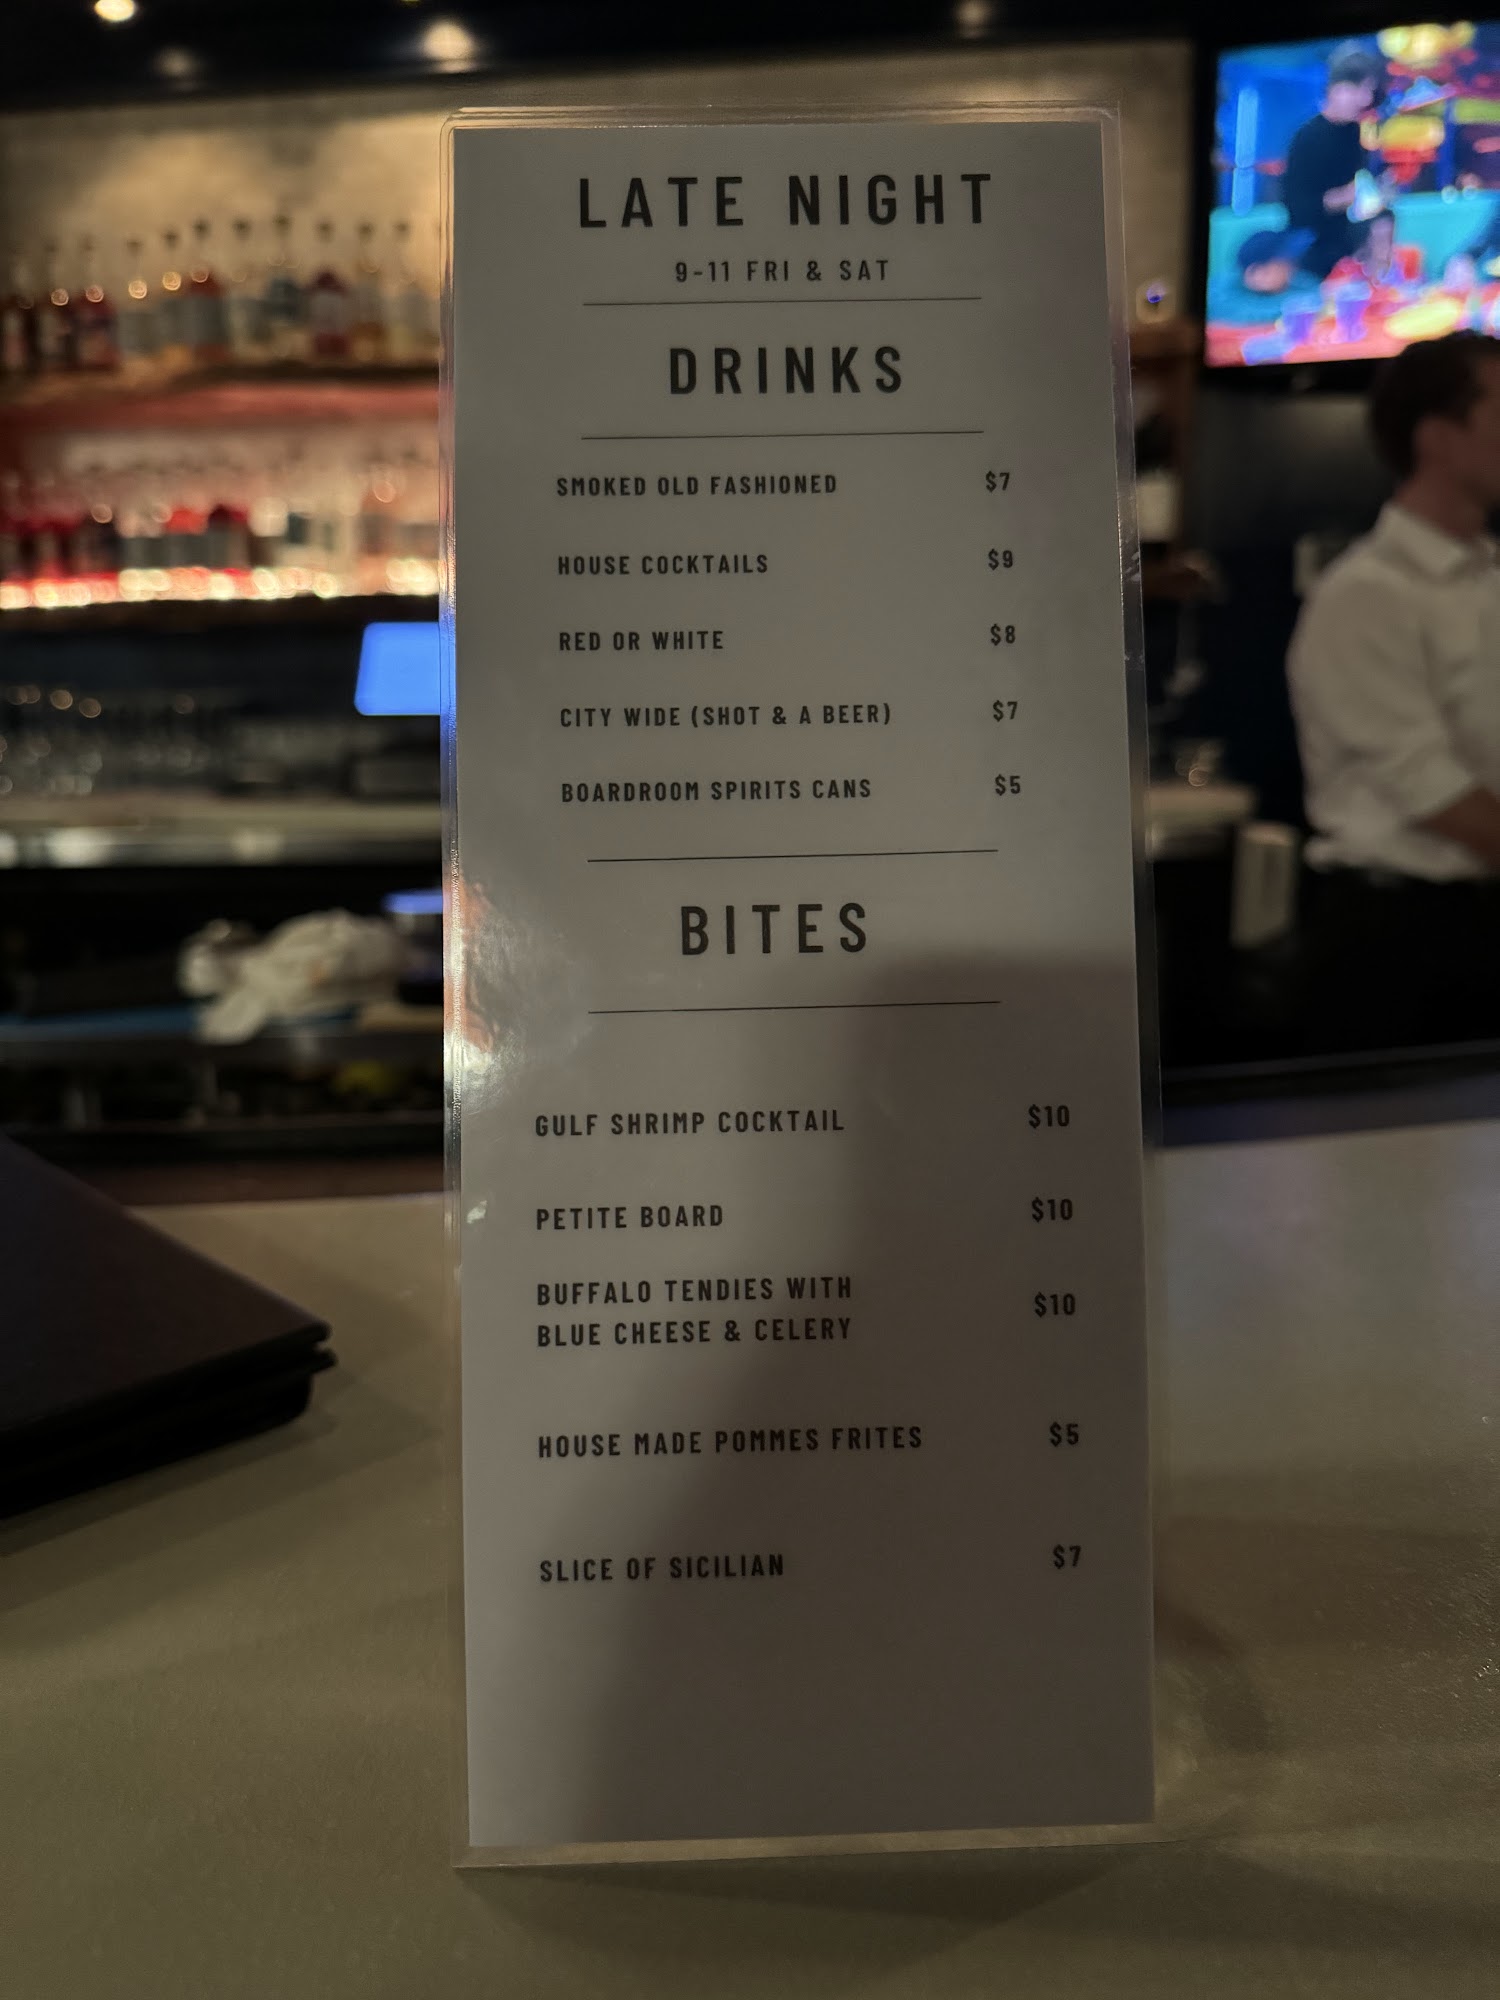 LATE NIGHT
9-11 FRI & SAT
DRINKS
SMOKED OLD FASHIONED $7
HOUSE COCKTAILS $9
RED OR WHITE $8
CITY WIDE (SHOT & A BEER) $7
BOARDROOM SPIRITS CANS $5
BITES
GULF SHRIMP COCKTAIL $10
PETITE BOARD $10
BUFFALO TENDIES WITH
BLUE CHEESE & CELERY $10
HOUSE MADE POMMES FRITES $5
SLICE OF SICILIAN $7